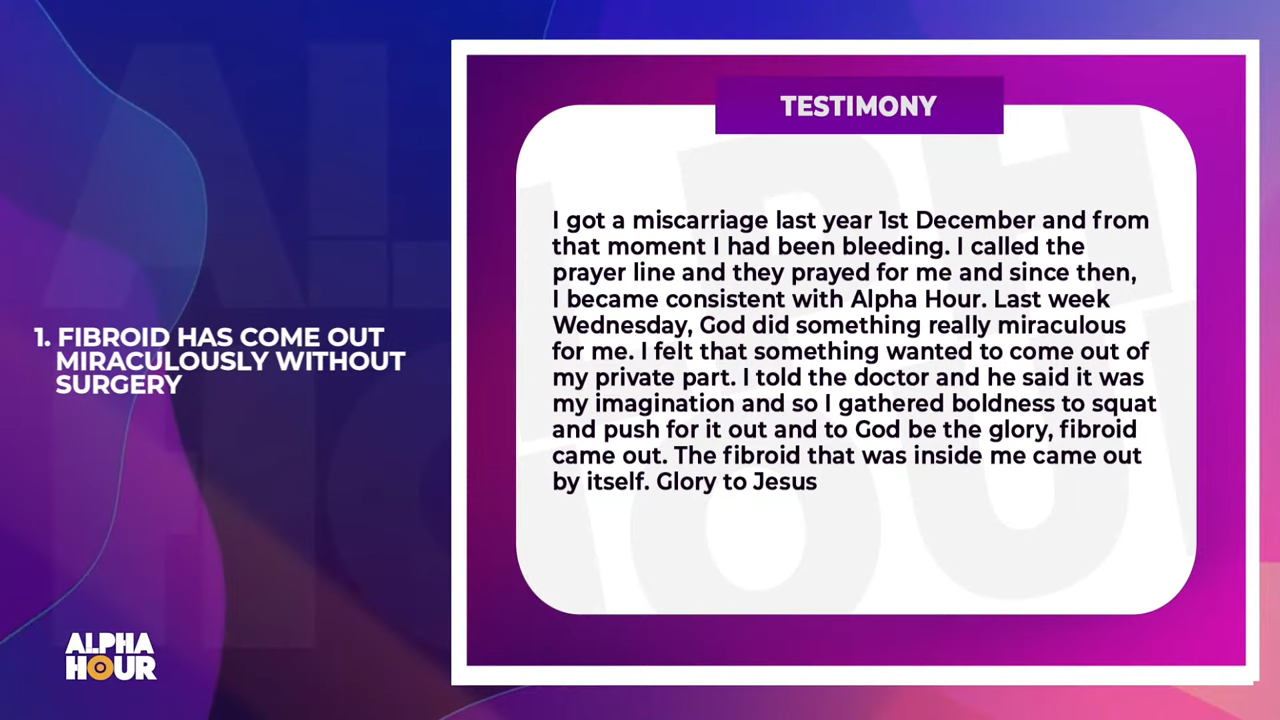 1. FIBROID HAS COME OUT
MIRACULOUSLY WITHOUT
SURGERY
ALPHA
HOUR
TESTIMONY
I got a miscarriage last year 1st December and from
that moment I had been bleeding. I called the
prayer line and they prayed for me and since then,
I became consistent with Alpha Hour. Last week
Wednesday, God did something really miraculous
for me. I felt that something wanted to come out of
my private part. I told the doctor and he said it was
my imagination and so I gathered boldness to squat
and push for it out and to God be the glory, fibroid
came out. The fibroid that was inside me came out
by itself. Glory to Jesus